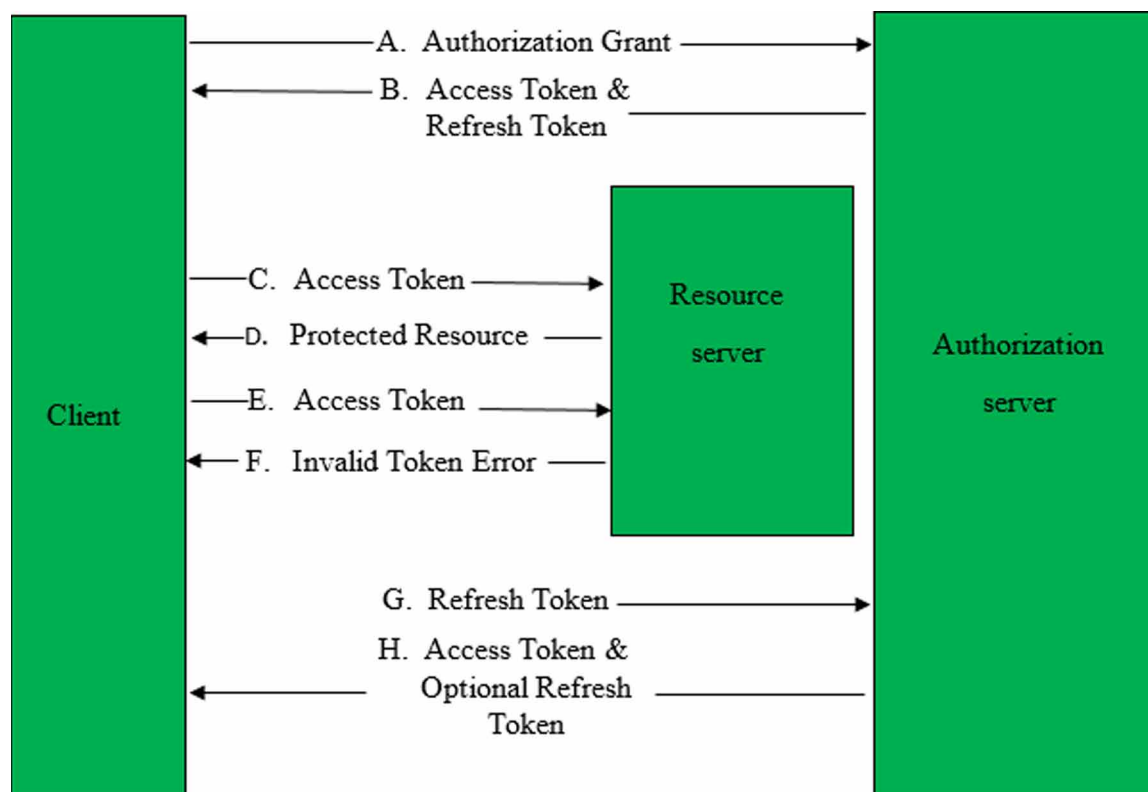 A. Authorization Grant
B. Access Token &
Refresh Token
C. Access Token
D. Protected Resource
E. Access Token
F. Invalid Token Error
G. Refresh Token
H. Access Token &
Optional Refresh
Token
Client
Resource
server
Authorization
server